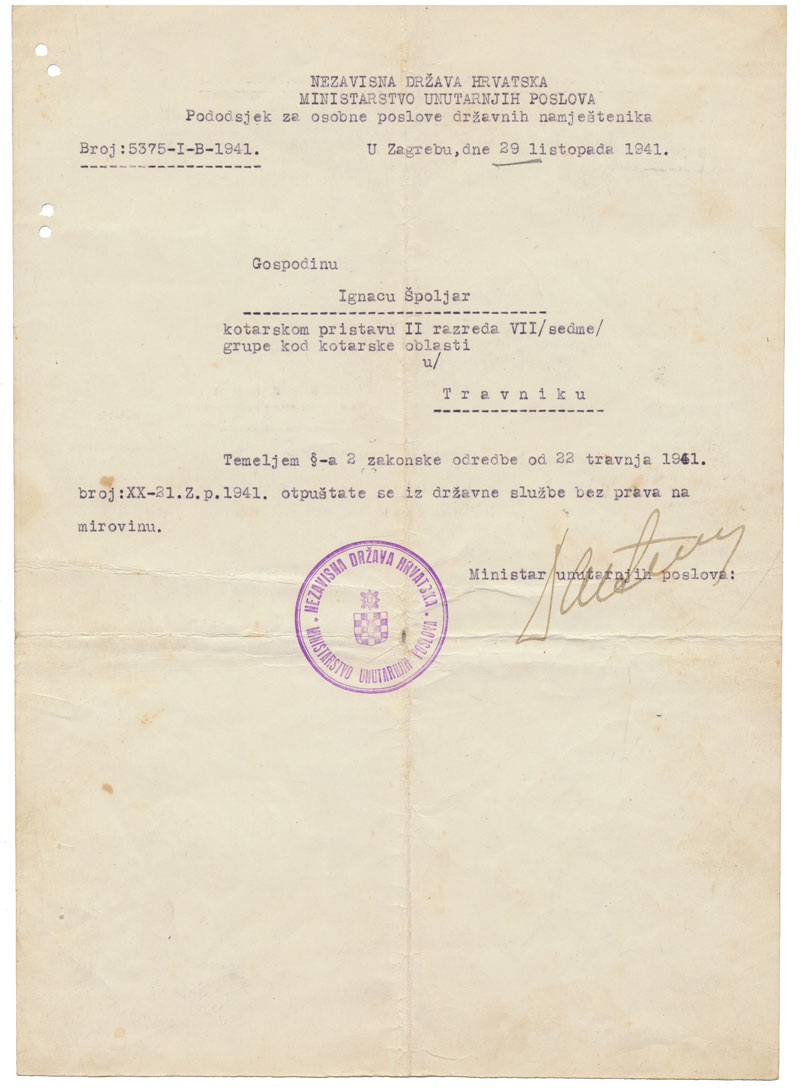 NEZAVISNA DRŽAVA HRVATSKA
MINISTARSTVO UNUTARNJIH POSLOVA
Pododsjek za osobne poslove državnih namještenika
Broj:5375-I-B-1941.
U Zagrebu,dne 29 listopada 1941.
Gospodinu
Ignacu Špoljar
kotarskom pristavu II razreda VII/sedme/
grupe kod kotarske oblasti
u/
T r a v n i k u
Temeljem §-a 2 zakonske odredbe od 22 travnja 1941.
broj:XX-21.Z.p.1941. otpuštate se iz državne službe bez prava na
mirovinu.
Ministar unutarnjih poslova:
NEZAVISNA DRŽAVA HRVATSKA
MINISTARSTVO UNUTARNJIH POSLOVA